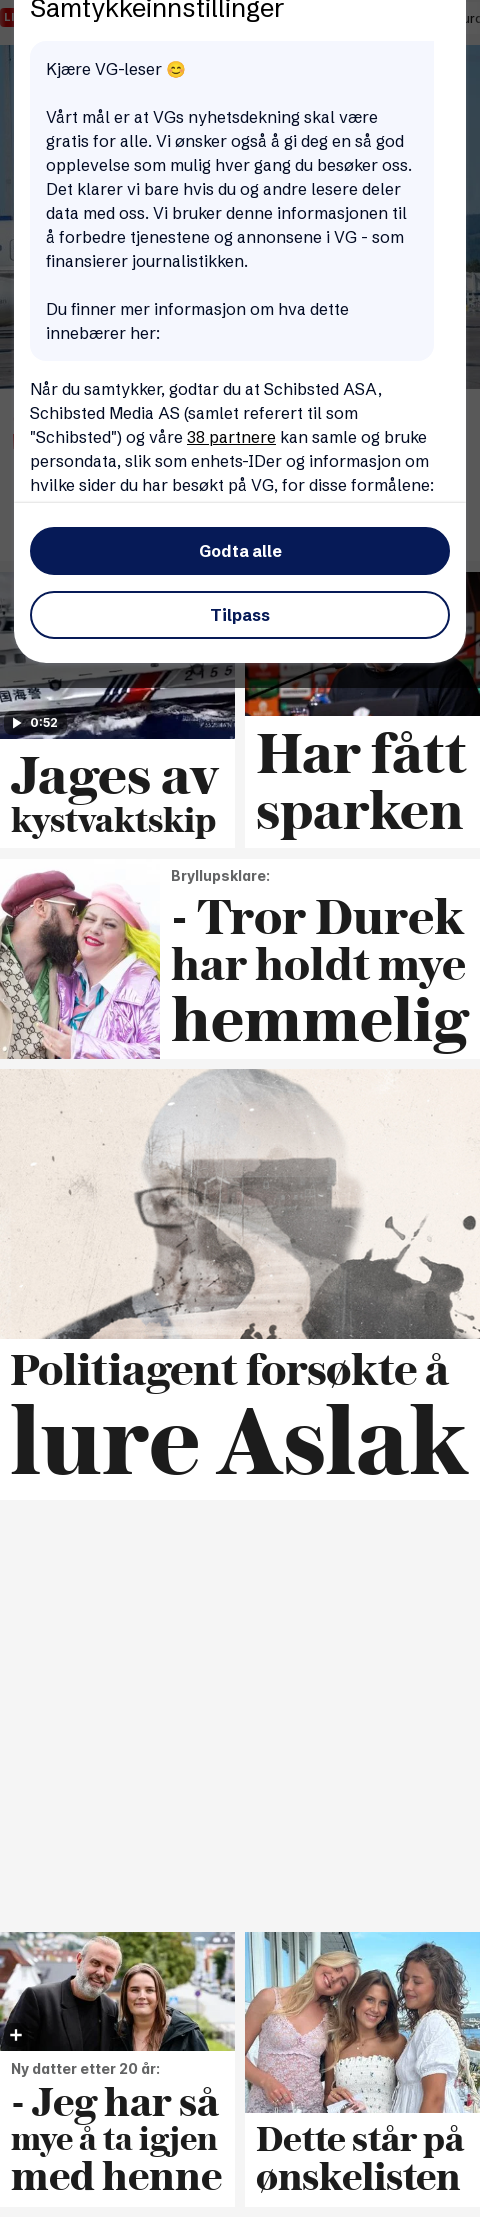 Samtykkeinnstillinger
Kjære VG-leser 😊
Vårt mål er at VGs nyhetsdekning skal være
gratis for alle. Vi ønsker også å gi deg en så god
opplevelse som mulig hver gang du besøker oss.
Det klarer vi bare hvis du og andre lesere deler
data med oss. Vi bruker denne informasjonen til
å forbedre tjenestene og annonsene i VG - som
finansierer journalistikken.
Du finner mer informasjon om hva dette
innebærer her:
Når du samtykker, godtar du at Schibsted ASA,
Schibsted Media AS (samlet referert til som
"Schibsted") og våre 38 partnere kan samle og bruke
persondata, slik som enhets-IDer og informasjon om
hvilke sider du har besøkt på VG, for disse formålene:
Godta alle
Tilpass
2155
国海警
0:52
Jages av
kystvaktskip
Har fått
sparken
Bryllupsklare:
- Tror Durek
har holdt mye
hemmelig
Politiagent forsøkte å
lure Aslak
Ny datter etter 20 år:
- Jeg har så
mye å ta igjen
med henne
Dette står på
ønskelisten